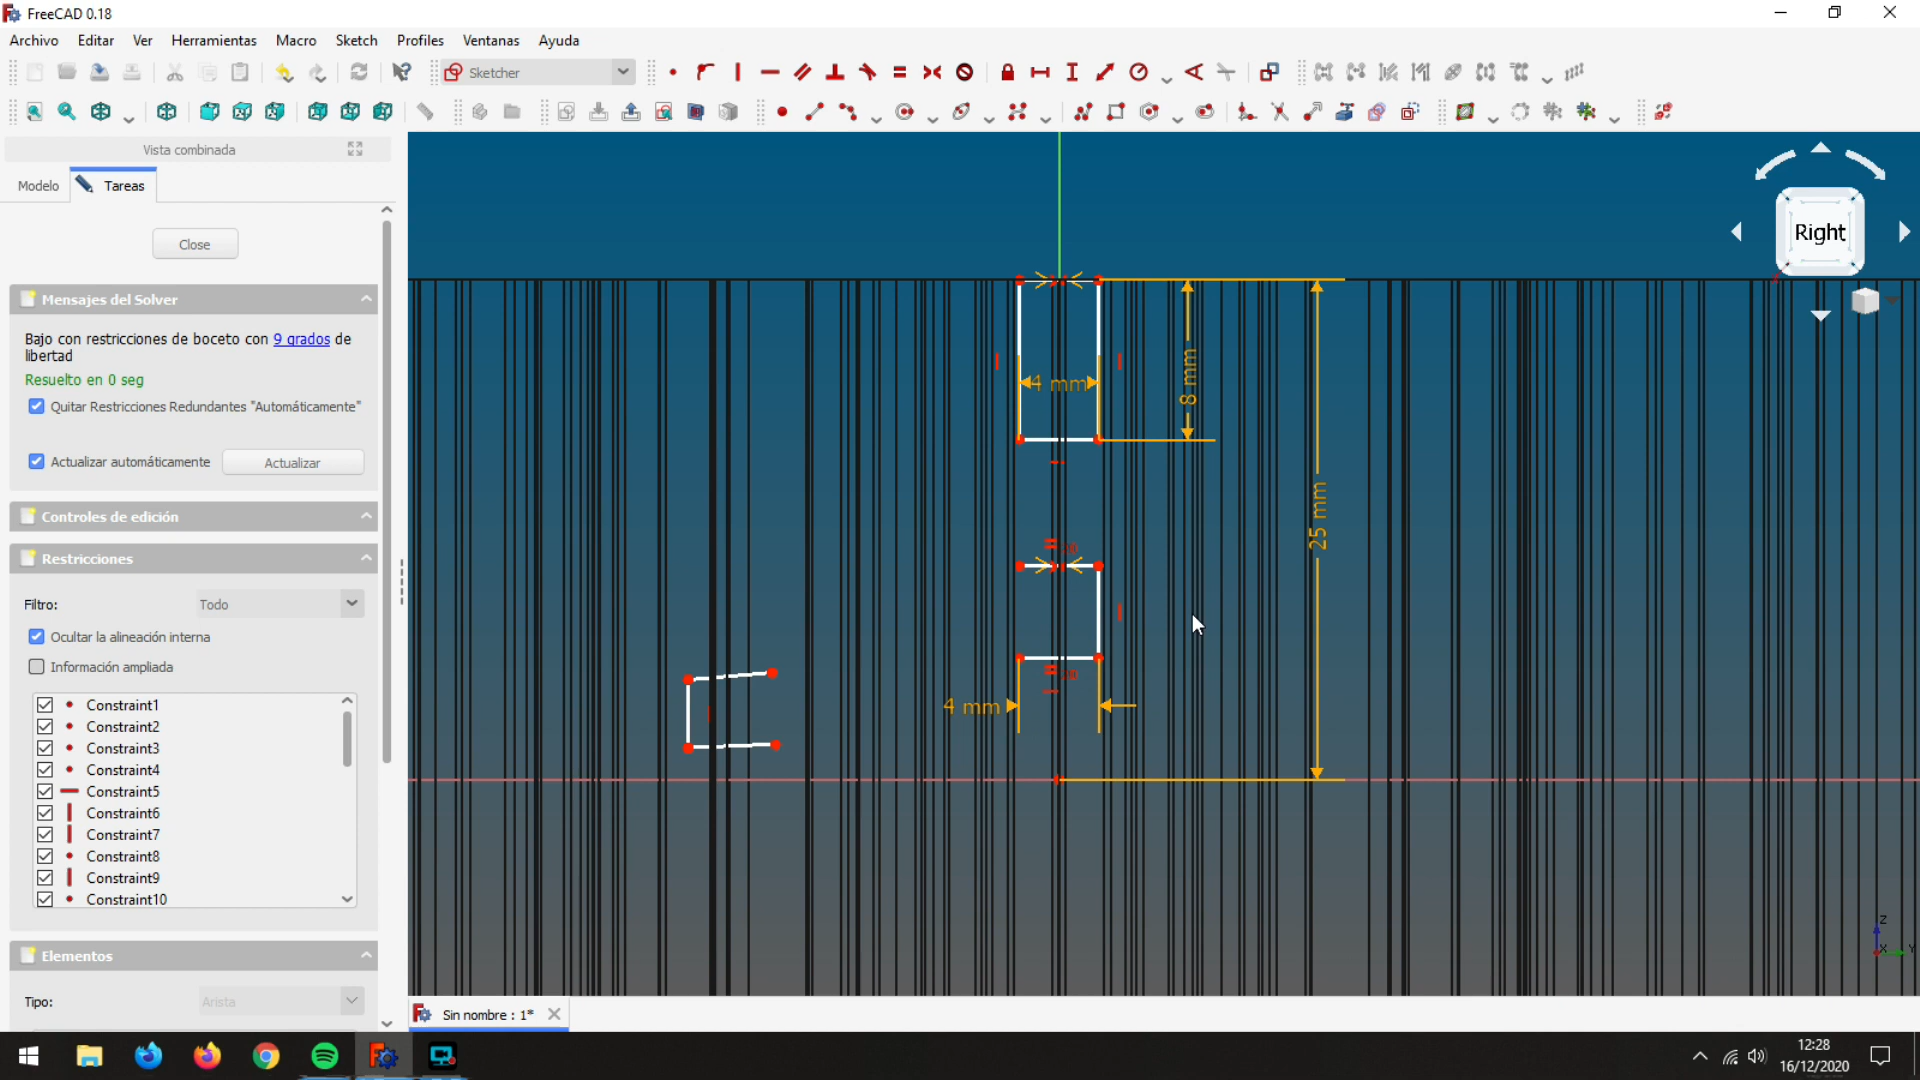 FreeCAD 0.18
Archivo Editar Ver Herramientas Macro Sketch Profiles Ventanas Ayuda
Sketcher
Vista combinada
Modelo Tareas
Close
Mensajes del Solver
Bajo con restricciones de boceto con 9 grados de
libertad
Resuelto en 0 seg
Quitar Restricciones Redundantes "Automáticamente"
Actualizar automáticamente Actualizar
Controles de edición
Restricciones
Filtro: Todo
Ocultar la alineación interna
Información ampliada
Constraint1
Constraint2
Constraint3
Constraint4
Constraint5
Constraint6
Constraint7
Constraint8
Constraint9
Constraint10
Elementos
Tipo: Arista
Right
4 mm
8 mm
25 mm
4 mm
Z
X
Y
Sin nombre : 1*
12:28
16/12/2020